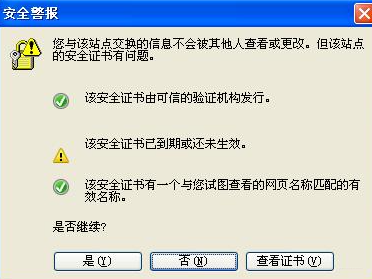 安全警报
您与该站点交换的信息不会被其他人查看或更改。但该站点
的安全证书有问题。
该安全证书由可信的验证机构发行。
该安全证书已到期或还未生效。
该安全证书有一个与您试图查看的网页名称匹配的有
效名称。
是否继续?
是(Y) 否(N) 查看证书(V)